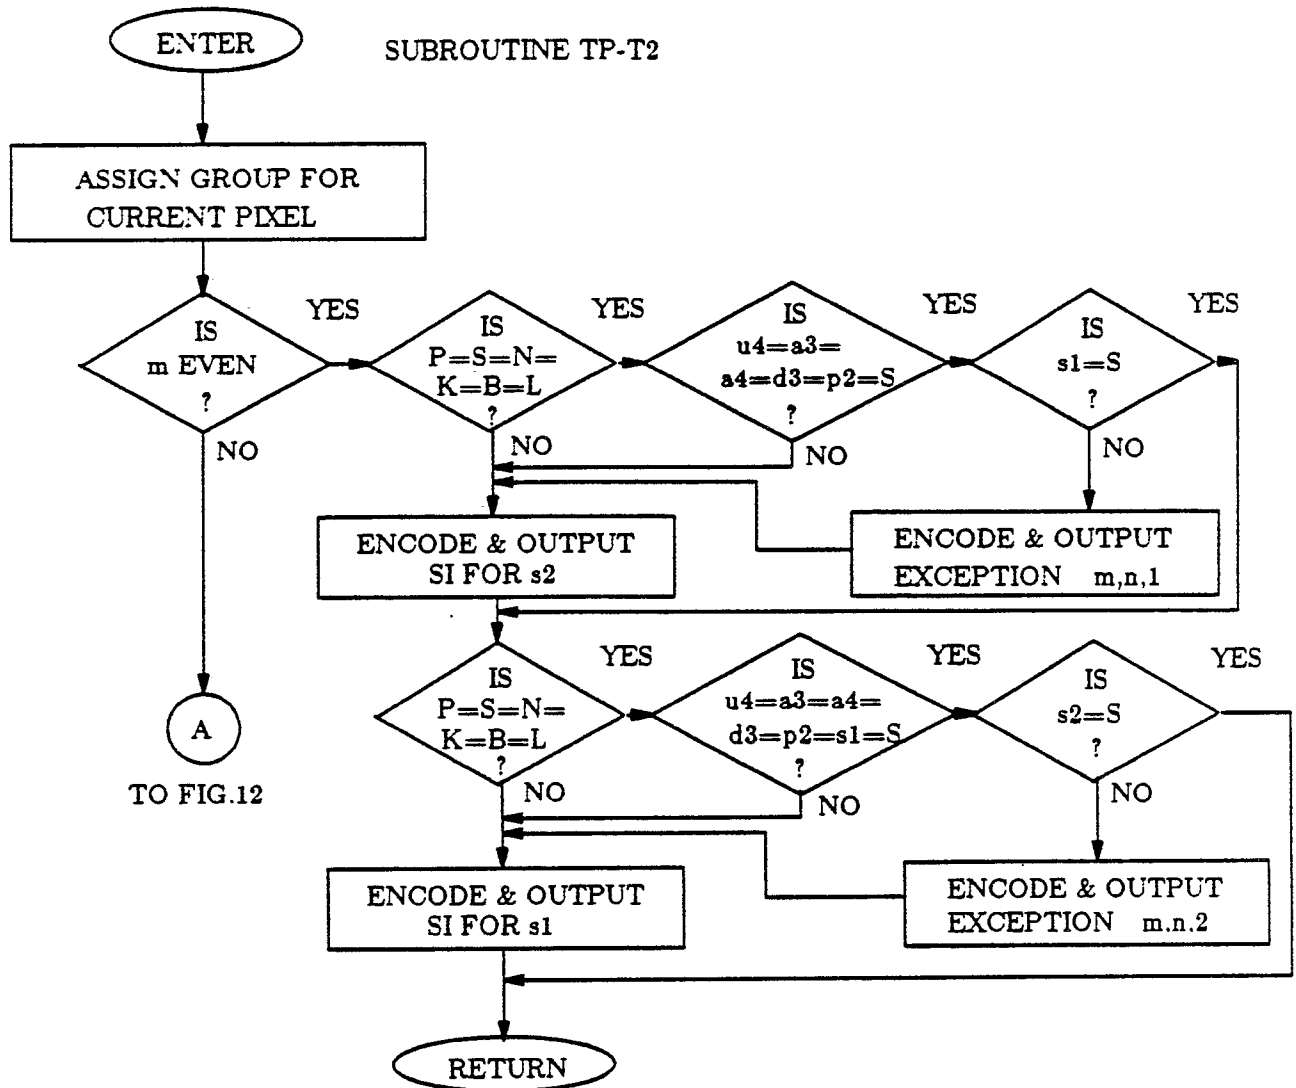 ENTER
SUBROUTINE TP-T2
ASSIGN GROUP FOR
CURRENT PIXEL
IS
m EVEN
?
YES
NO
IS
P=S=N=
K=B=L
?
YES
NO
IS
u4=a3=
a4=d3=p2=S
?
YES
NO
IS
s1=S
?
YES
NO
ENCODE & OUTPUT
SI FOR s2
ENCODE & OUTPUT
EXCEPTION m,n,1
IS
P=S=N=
K=B=L
?
YES
NO
IS
u4=a3=a4=
d3=p2=s1=S
?
YES
NO
IS
s2=S
?
YES
NO
A
TO FIG.12
ENCODE & OUTPUT
SI FOR s1
ENCODE & OUTPUT
EXCEPTION m.n.2
RETURN